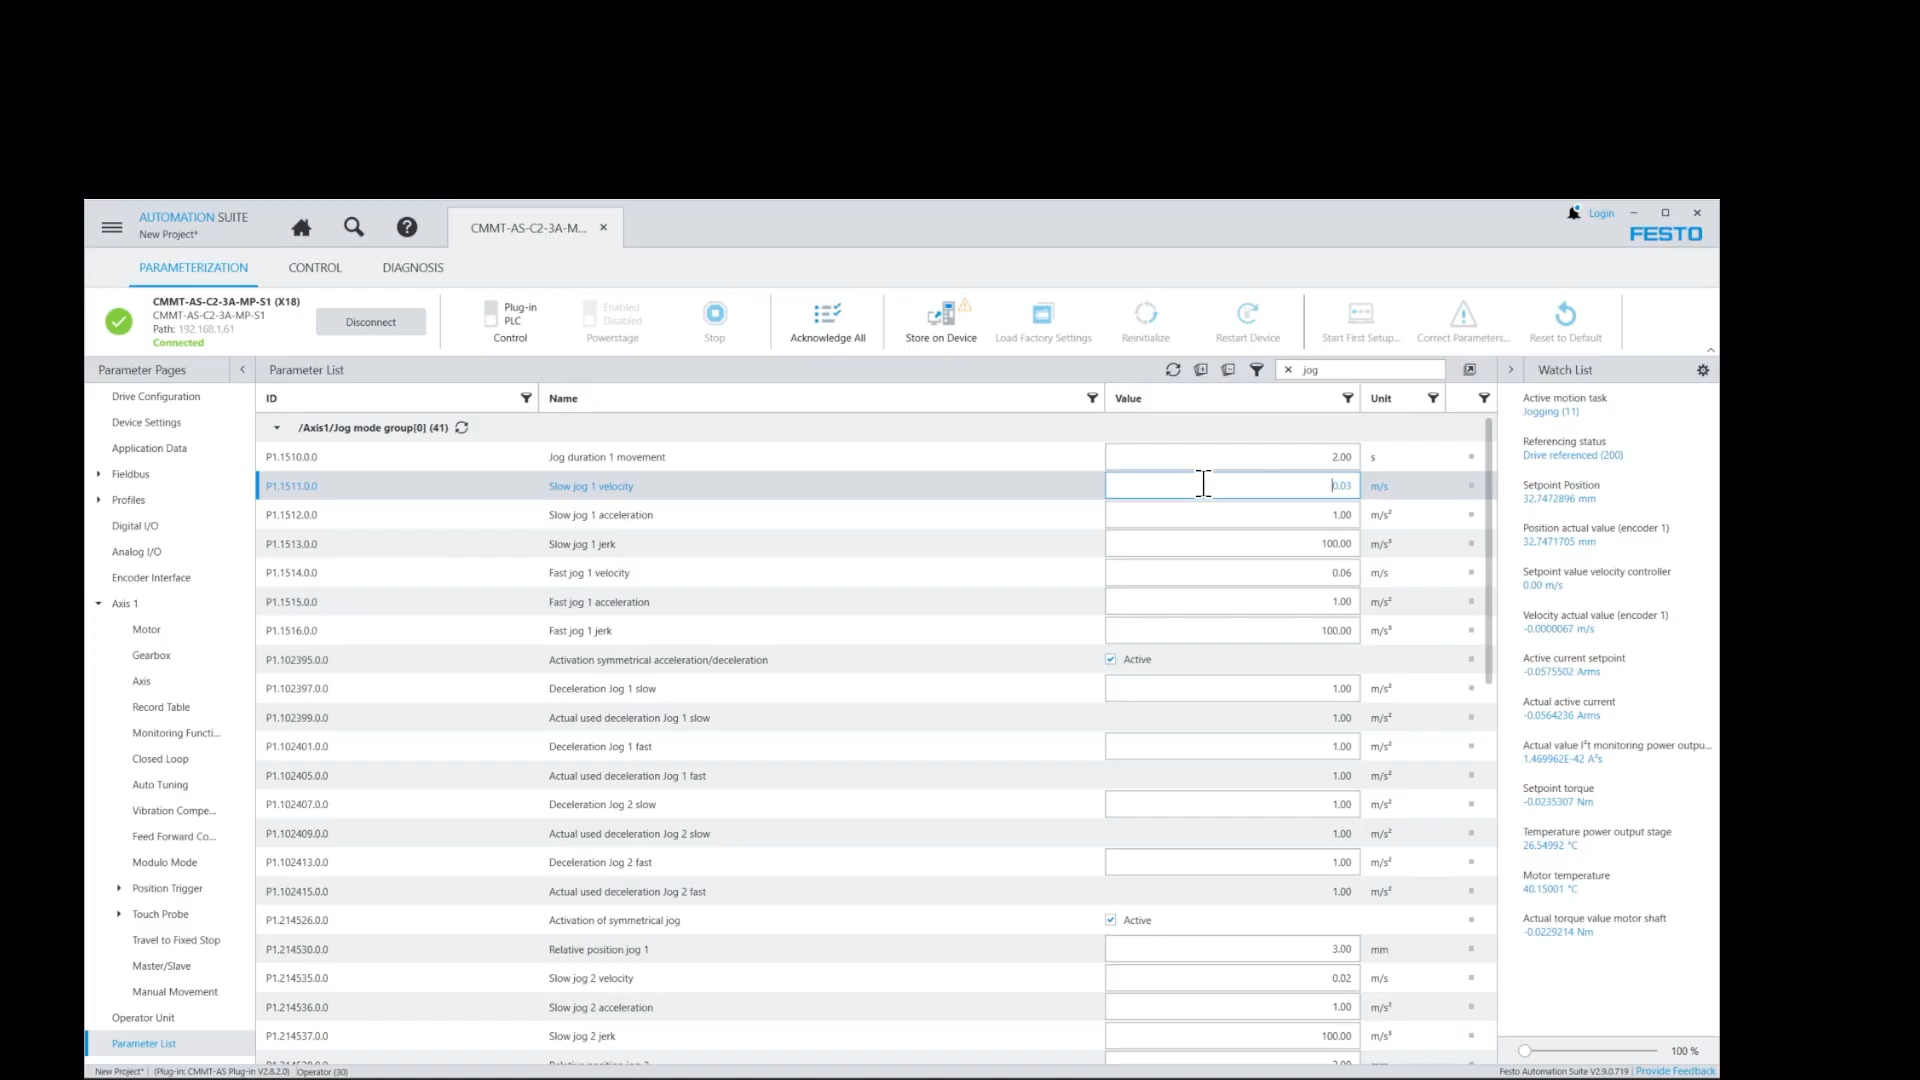 AUTOMATION SUITE
New Project*
CMMT-AS-C2-3A-M...
Login
FESTO
PARAMETERIZATION
CONTROL
DIAGNOSIS
CMMT-AS-C2-3A-MP-S1 (X18)
CMMT-AS-C2-3A-MP-S1
Path: 192.168.1.61
Connected
Disconnect
Plug-in
PLC
Control
Enabled
Disabled
Powerstage
Stop
Acknowledge All
Store on Device
Load Factory Settings
Reinitialize
Restart Device
Start First Setup...
Correct Parameters...
Reset to Default
Parameter Pages
Drive Configuration
Device Settings
Application Data
Fieldbus
Profiles
Digital I/O
Analog I/O
Encoder Interface
Axis 1
Motor
Gearbox
Axis
Record Table
Monitoring Functi...
Closed Loop
Auto Tuning
Vibration Compe...
Feed Forward Co...
Modulo Mode
Position Trigger
Touch Probe
Travel to Fixed Stop
Master/Slave
Manual Movement
Operator Unit
Parameter List
Parameter List
jog
ID Name Value Unit
/Axis1/Jog mode group[0] (41)
P1.1510.0.0 Jog duration 1 movement 2.00 s
P1.1511.0.0 Slow jog 1 velocity 0.03 m/s
P1.1512.0.0 Slow jog 1 acceleration 1.00 m/s²
P1.1513.0.0 Slow jog 1 jerk 100.00 m/s³
P1.1514.0.0 Fast jog 1 velocity 0.06 m/s
P1.1515.0.0 Fast jog 1 acceleration 1.00 m/s²
P1.1516.0.0 Fast jog 1 jerk 100.00 m/s³
P1.102395.0.0 Activation symmetrical acceleration/deceleration Active
P1.102397.0.0 Deceleration Jog 1 slow 1.00 m/s²
P1.102399.0.0 Actual used deceleration Jog 1 slow 1.00 m/s²
P1.102401.0.0 Deceleration Jog 1 fast 1.00 m/s²
P1.102405.0.0 Actual used deceleration Jog 1 fast 1.00 m/s²
P1.102407.0.0 Deceleration Jog 2 slow 1.00 m/s²
P1.102409.0.0 Actual used deceleration Jog 2 slow 1.00 m/s²
P1.102413.0.0 Deceleration Jog 2 fast 1.00 m/s²
P1.102415.0.0 Actual used deceleration Jog 2 fast 1.00 m/s²
P1.214526.0.0 Activation of symmetrical jog Active
P1.214530.0.0 Relative position jog 1 3.00 mm
P1.214535.0.0 Slow jog 2 velocity 0.02 m/s
P1.214536.0.0 Slow jog 2 acceleration 1.00 m/s²
P1.214537.0.0 Slow jog 2 jerk 100.00 m/s³
Watch List
Active motion task
Jogging (11)
Referencing status
Drive referenced (200)
Setpoint Position
32.7472896 mm
Position actual value (encoder 1)
32.7471705 mm
Setpoint value velocity controller
0.00 m/s
Velocity actual value (encoder 1)
-0.0000067 m/s
Active current setpoint
-0.0575502 Arms
Actual active current
-0.0564236 Arms
Actual value I²t monitoring power outpu...
1.469962E-42 A²s
Setpoint torque
-0.0235307 Nm
Temperature power output stage
26.54992 °C
Motor temperature
40.15001 °C
Actual torque value motor shaft
-0.0229214 Nm
100 %
New Project* (Plug-in: CMMT-AS Plug-in V2.8.2.0) Operator (30)
Festo Automation Suite V2.9.0.719 Provide Feedback